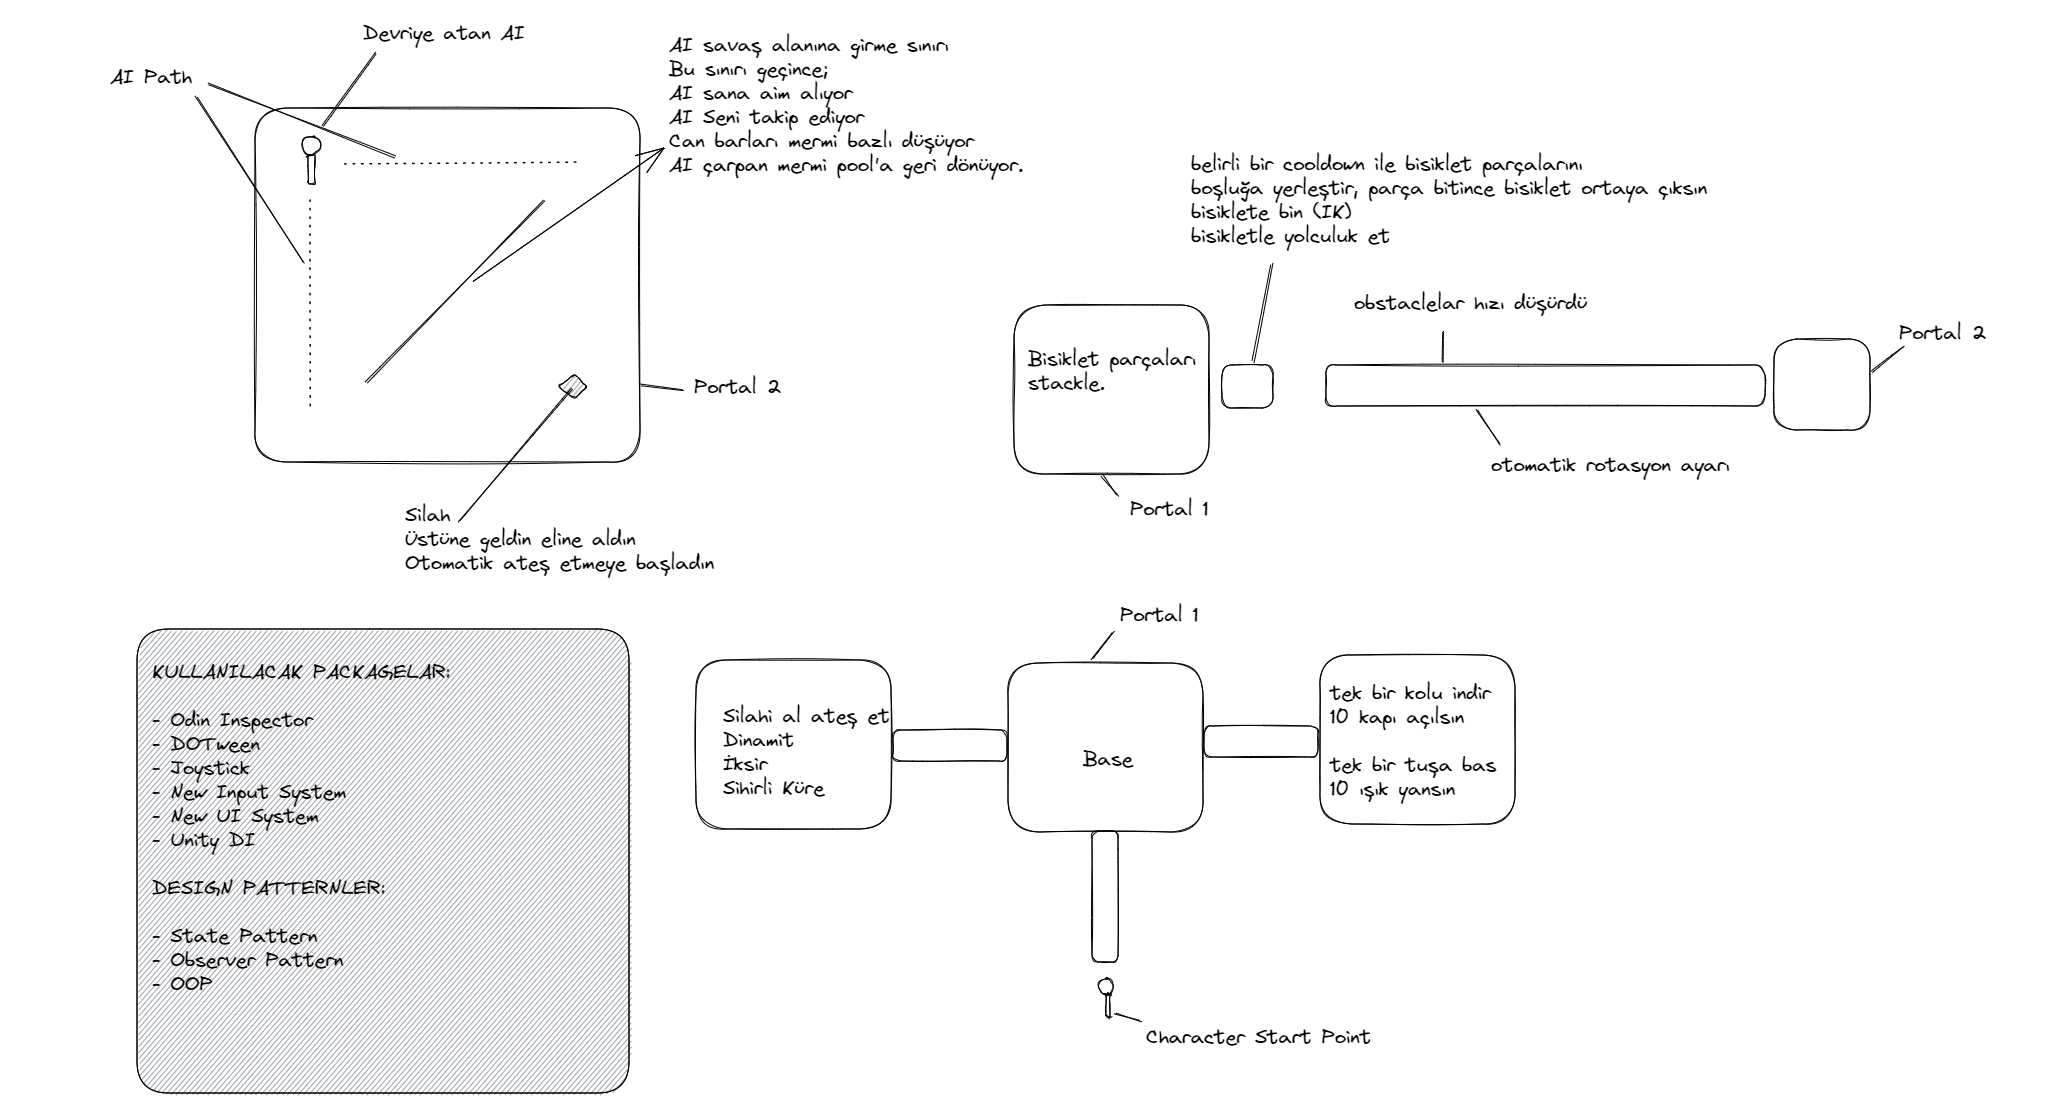 Devriye atan AI
AI Path
AI savaş alanına girme sınırı
Bu sınırı geçince;
AI sana aim alıyor
AI Seni takip ediyor
Can barları mermi bazlı düşüyor
AI çarpan mermi pool'a geri dönüyor.
Portal 2
Silah
Üstüne geldin eline aldın
Otomatik ateş etmeye başladın
belirli bir cooldown ile bisiklet parçalarını
boşluğa yerleştir, parça bitince bisiklet ortaya çıksın
bisiklete bin (IK)
bisikletle yolculuk et
obstaclelar hızı düşürdü
Portal 2
Bisiklet parçaları
stackle.
otomatik rotasyon ayarı
Portal 1
KULLANILACAK PACKAGELAR:
- Odin Inspector
- DOTween
- Joystick
- New Input System
- New UI System
- Unity DI
DESIGN PATTERNLER:
- State Pattern
- Observer Pattern
- OOP
Portal 1
Silahi al ateş et
Dinamit
İksir
Sihirli Küre
Base
tek bir kolu indir
10 kapı açılsın
tek bir tuşa bas
10 ışık yansın
Character Start Point